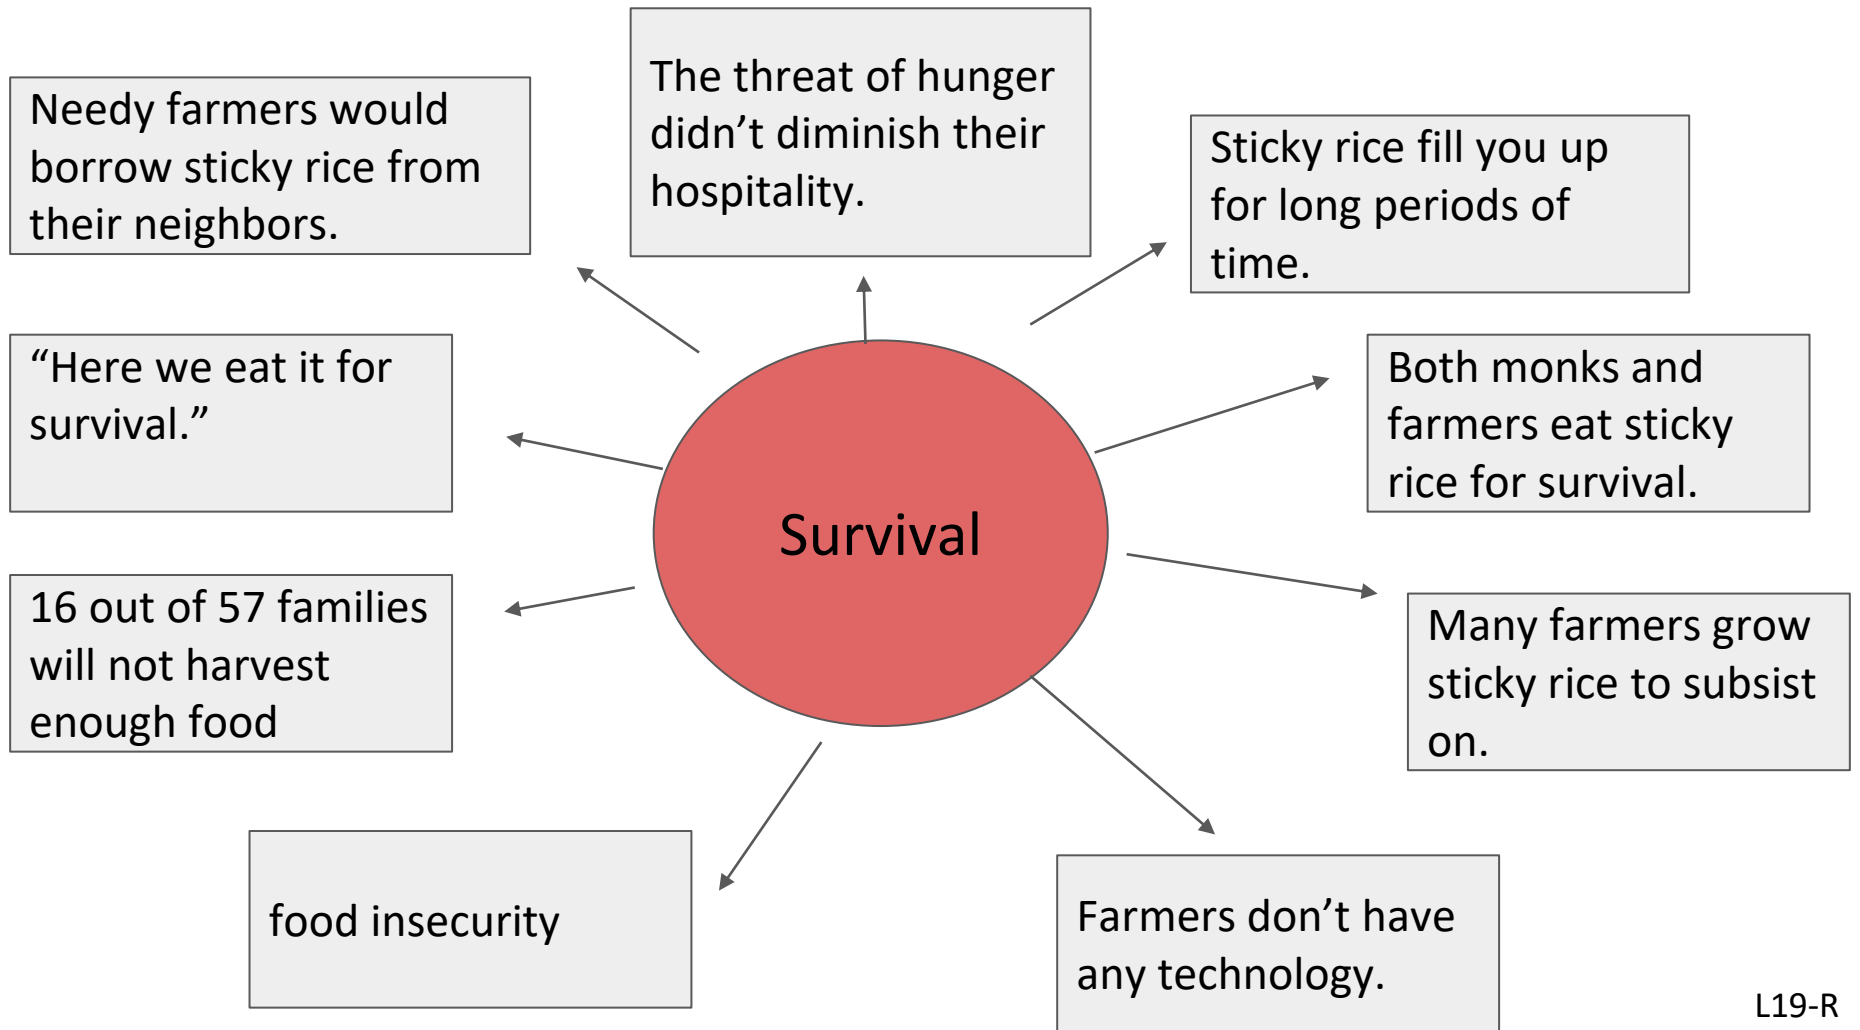 Needy farmers would
borrow sticky rice from
their neighbors.
The threat of hunger
didn’t diminish their
hospitality.
Sticky rice fill you up
for long periods of
time.
“Here we eat it for
survival.”
Both monks and
farmers eat sticky
rice for survival.
Survival
16 out of 57 families
will not harvest
enough food
Many farmers grow
sticky rice to subsist
on.
food insecurity
Farmers don’t have
any technology.
L19-R